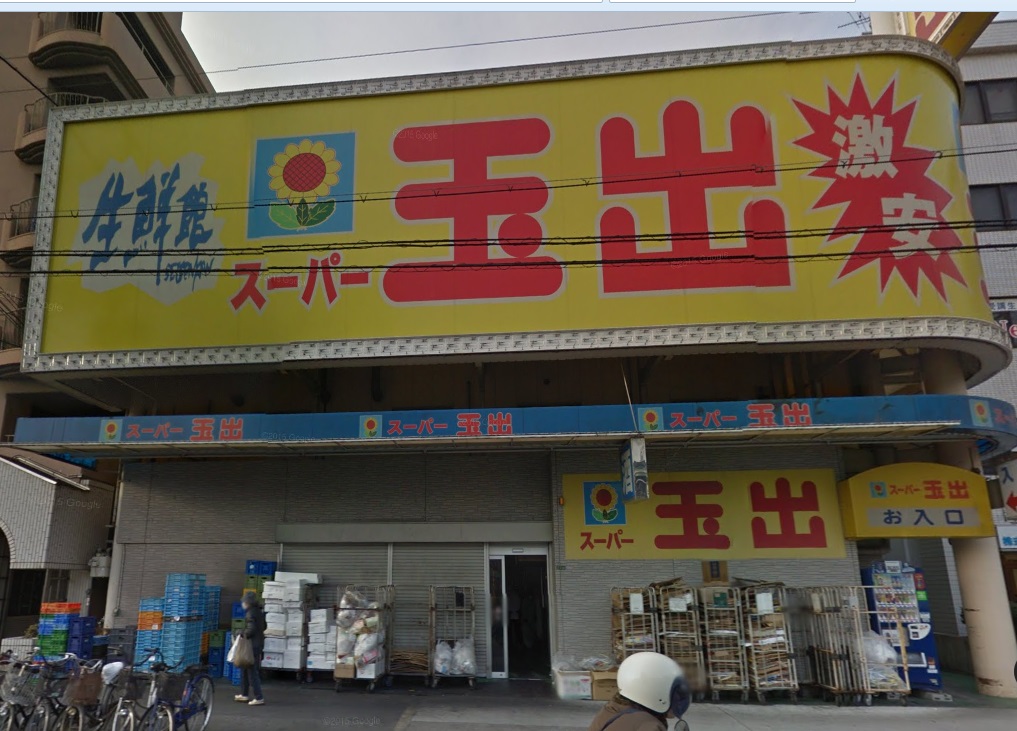 生鮮館
SEISENKAN
スーパー
玉出
激安
スーパー 玉出
スーパー 玉出
スーパー 玉出
スーパー
玉出
スーパー 玉出
お入口